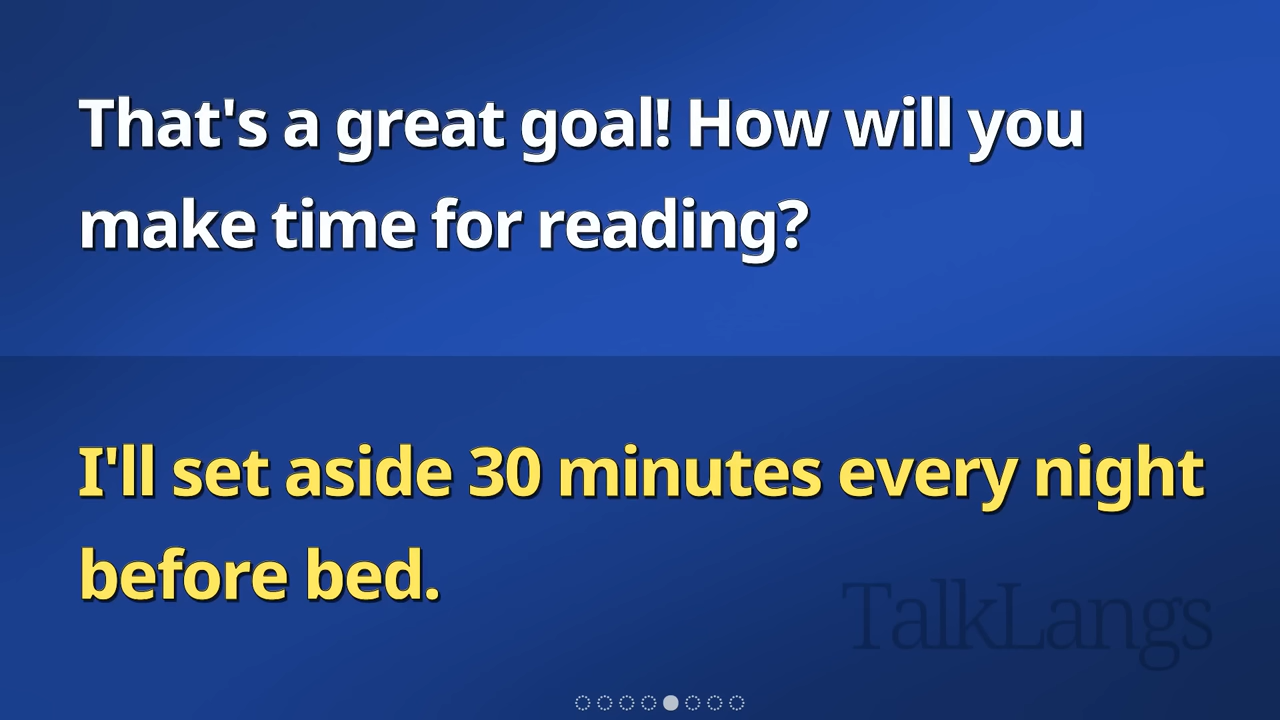 That's a great goal! How will you
make time for reading?
I'll set aside 30 minutes every night
before bed.
TalkLangs